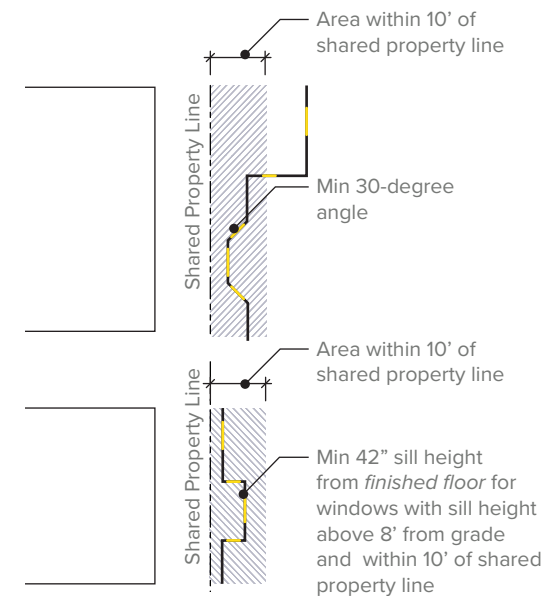 Area within 10’ of
shared property line
Shared Property Line
Min 30-degree
angle
Area within 10’ of
shared property line
Shared Property Line
Min 42” sill height
from finished floor for
windows with sill height
above 8’ from grade
and within 10’ of shared
property line